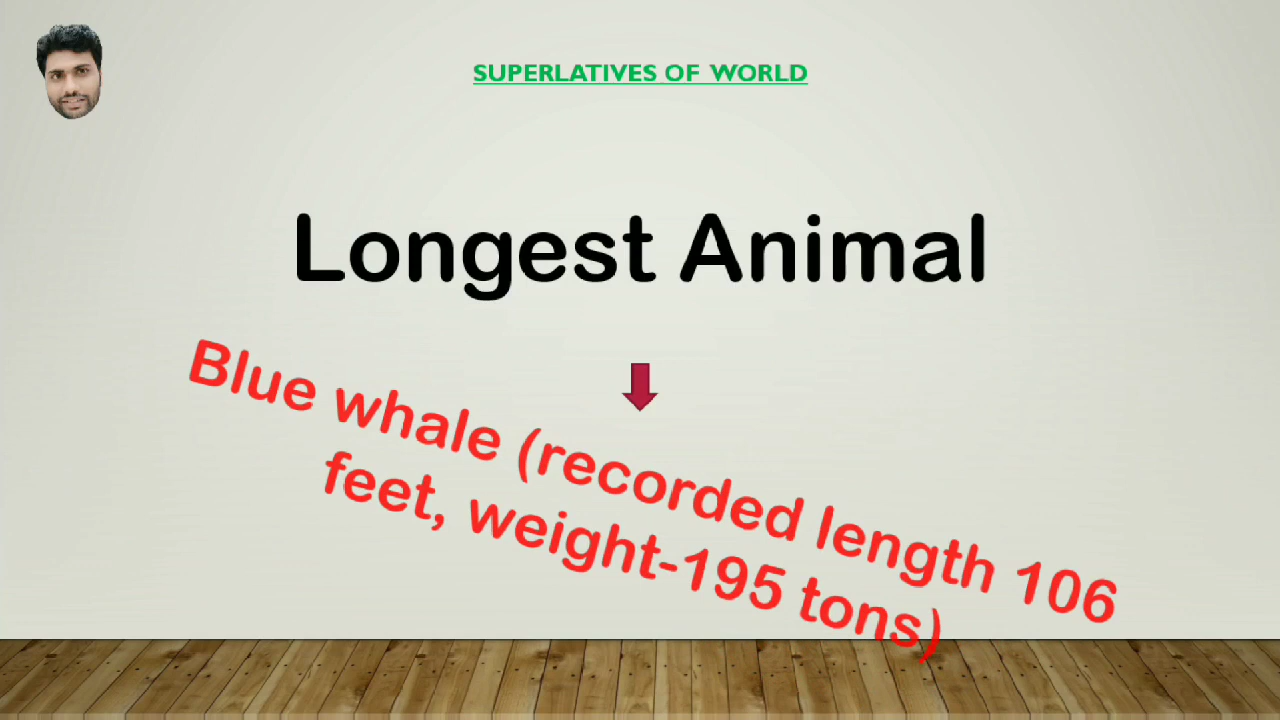 SUPERLATIVES OF WORLD
Longest Animal
Blue whale (recorded length 106
feet, weight-195 tons)